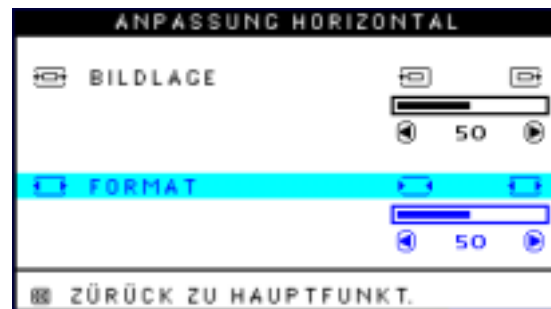 ANPASSUNG HORIZONTAL
BILDLAGE
50
FORMAT
50
ZÜRÜCK ZU HAUPTFUNKT.